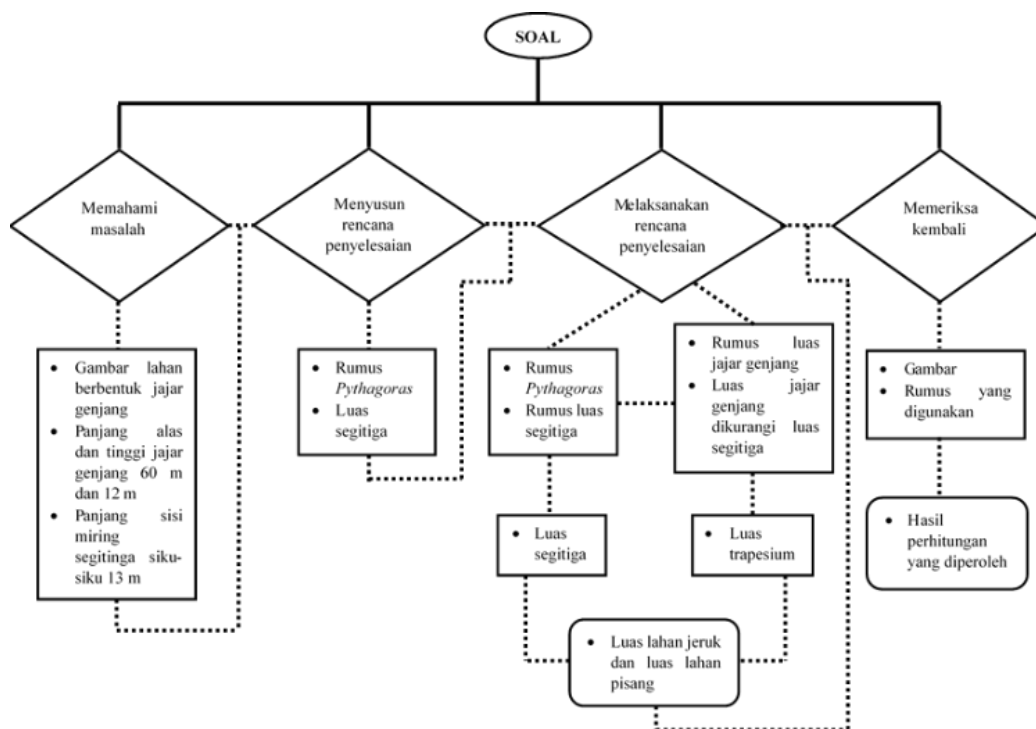 SOAL
Memahami
masalah
Menyusun
rencana
penyelesaian
Melaksanakan
rencana
penyelesaian
Memeriksa
kembali
• Gambar lahan
berbentuk jajar
genjang
• Panjang alas
dan tinggi jajar
genjang 60 m
dan 12 m
• Panjang sisi
miring
segitinga siku-
siku 13 m
• Rumus
Pythagoras
• Luas
segitiga
• Rumus
Pythagoras
• Rumus luas
segitiga
• Rumus luas
jajar genjang
• Luas jajar
genjang
dikurangi luas
segitiga
• Gambar
• Rumus yang
digunakan
• Luas
segitiga
• Luas
trapesium
• Hasil
perhitungan
yang diperoleh
• Luas lahan jeruk
dan luas lahan
pisang